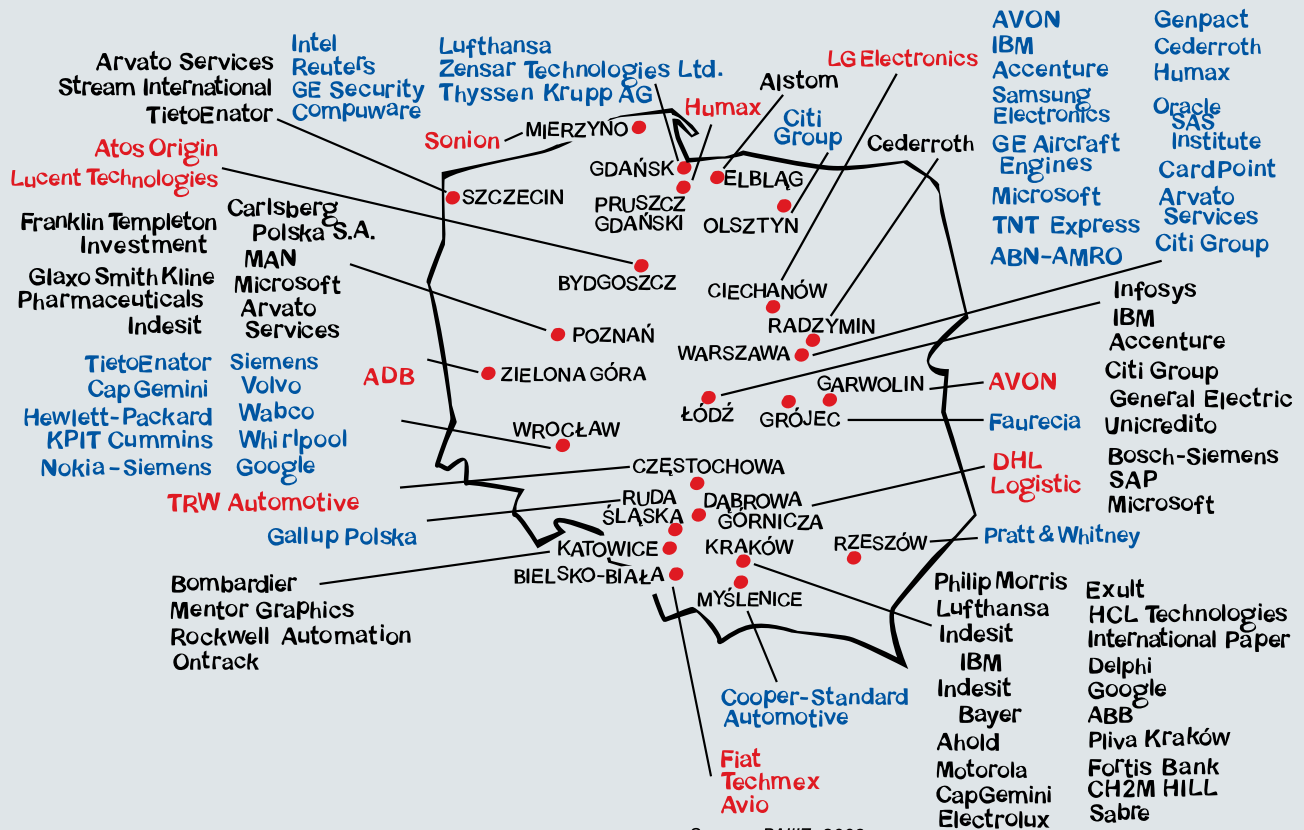 Arvato Services
Stream International
TietoEnator
Intel
Reuters
GE Security
Compuware
Lufthansa
Zensar Technologies Ltd.
Thyssen Krupp AG
Humax
Alstom
Citi
Group
LG Electronics
Cederroth
AVON
IBM
Accenture
Samsung
Electronics
GE Aircraft
Engines
Microsoft
TNT Express
ABN-AMRO
Genpact
Cederroth
Humax
Oracle
SAS
Institute
CardPoint
Arvato
Services
Citi Group
Sonion
MIERZYNO
GDAŃSK
PRUSZCZ
GDAŃSKI
ELBLĄG
OLSZTYN
SZCZECIN
Atos Origin
Lucent Technologies
BYDGOSZCZ
CIECHANÓW
RADZYMIN
WARSZAWA
Franklin Templeton
Investment
Glaxo Smith Kline
Pharmaceuticals
Indesit
Carlsberg
Polska S.A.
MAN
Microsoft
Arvato
Services
POZNAŃ
ADB
ZIELONA GÓRA
ŁÓDŹ
GRÓJEC
GARWOLIN
AVON
Faurecia
Infosys
IBM
Accenture
Citi Group
General Electric
Unicredito
Bosch-Siemens
SAP
Microsoft
TietoEnator
Cap Gemini
Hewlett-Packard
KPIT Cummins
Nokia-Siemens
Siemens
Volvo
Wabco
Whirlpool
Google
WROCŁAW
TRW Automotive
CZĘSTOCHOWA
Gallup Polska
RUDA
ŚLĄSKA
DĄBROWA
GÓRNICZA
DHL
Logistic
KATOWICE
KRAKÓW
RZESZÓW
Pratt & Whitney
BIELSKO-BIAŁA
MYŚLENICE
Bombardier
Mentor Graphics
Rockwell Automation
Ontrack
Cooper-Standard
Automotive
Fiat
Techmex
Avio
Philip Morris
Lufthansa
Indesit
IBM
Indesit
Bayer
Ahold
Motorola
CapGemini
Electrolux
Exult
HCL Technologies
International Paper
Delphi
Google
ABB
Pliva Kraków
Fortis Bank
CH2M HILL
Sabre